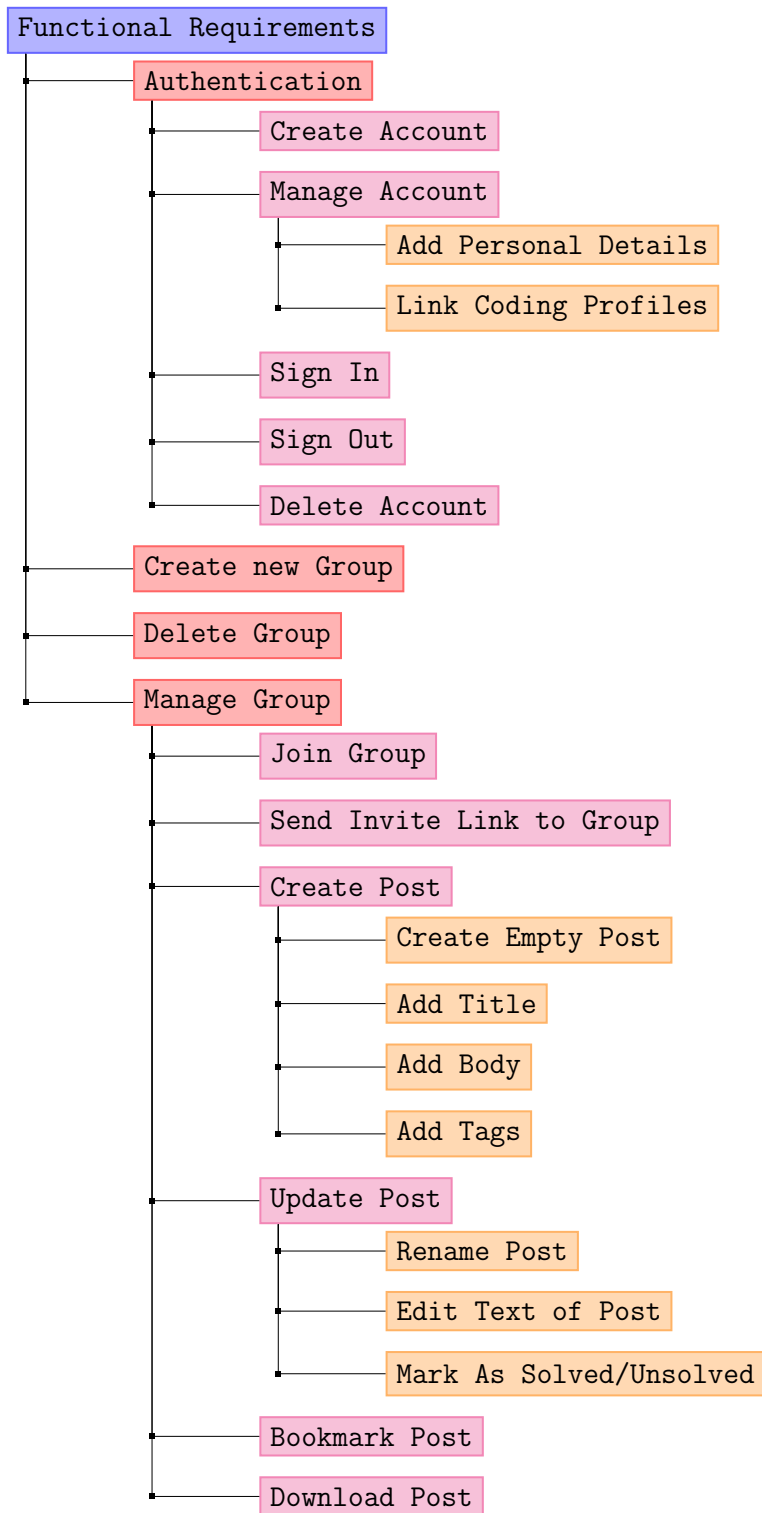 Functional Requirements
Authentication
Create Account
Manage Account
Add Personal Details
Link Coding Profiles
Sign In
Sign Out
Delete Account
Create new Group
Delete Group
Manage Group
Join Group
Send Invite Link to Group
Create Post
Create Empty Post
Add Title
Add Body
Add Tags
Update Post
Rename Post
Edit Text of Post
Mark As Solved/Unsolved
Bookmark Post
Download Post